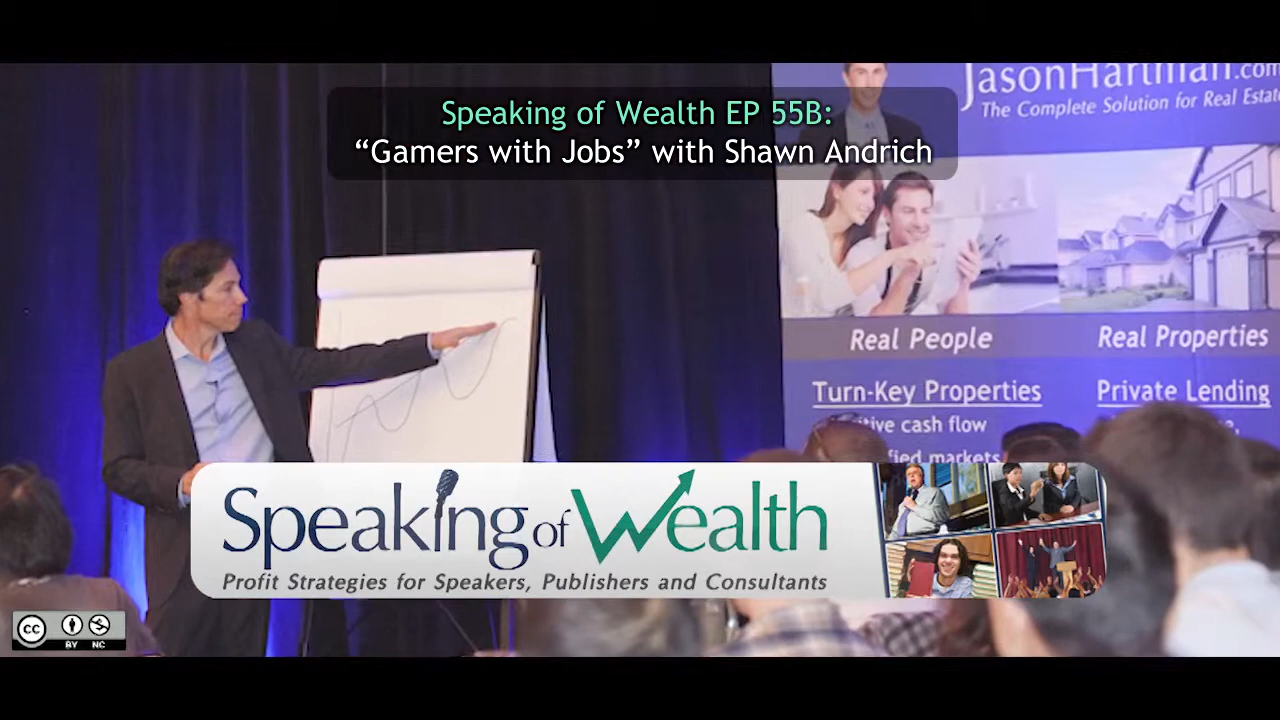 Speaking of Wealth EP 55B:
“Gamers with Jobs” with Shawn Andrich
JasonHartman.com
The Complete Solution for Real Estate
Real People
Real Properties
Turn-Key Properties
Private Lending
cash flow
markets
Speaking of Wealth
Profit Strategies for Speakers, Publishers and Consultants
cc
BY NC